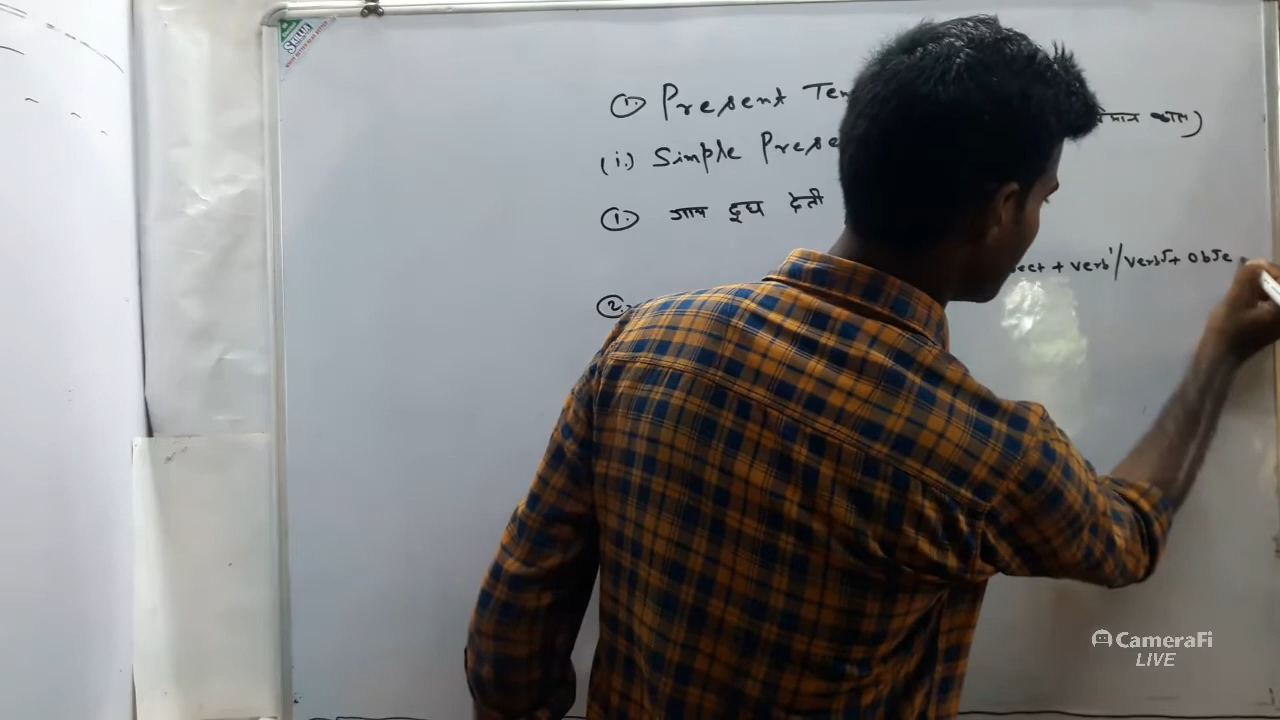 ① Present Ten
मान काल)
(i.) Simple Prese
① गाय दूध देती
ect + Verb¹/Verb⁵ + Obje
②
CameraFi
LIVE